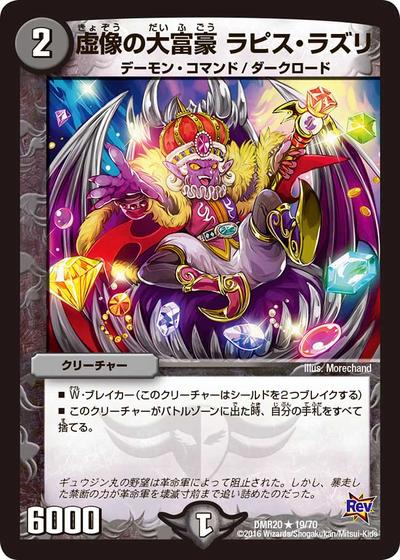 2
きょぞう だいふごう
虚像の大富豪 ラピス・ラズリ
デーモン・コマンド / ダークロード
Illus. Morechand
クリーチャー
■ W・ブレイカー(このクリーチャーはシールドを2つブレイクする)
■ このクリーチャーがバトルゾーンに出た時、自分の手札をすべて
捨てる。
ギュウジン丸の野望は革命軍によって阻止された。しかし、暴走し
た禁断の力が革命軍を壊滅寸前まで追い詰めたのだった。
Rev
6000
DMR20 ★ 19/70
©2016 Wizards/Shogakukan/Mitsui-Kids